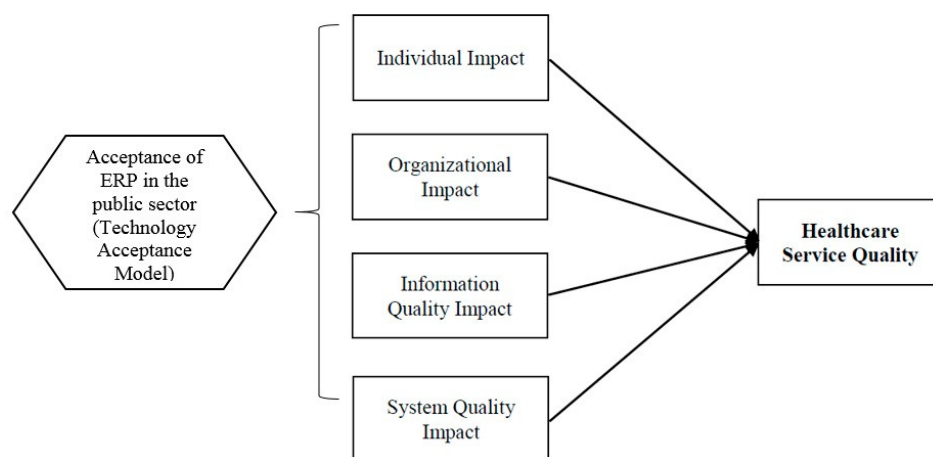 Acceptance of
ERP in the
public sector
(Technology
Acceptance
Model)
Individual Impact
Organizational
Impact
Information
Quality Impact
System Quality
Impact
Healthcare
Service Quality